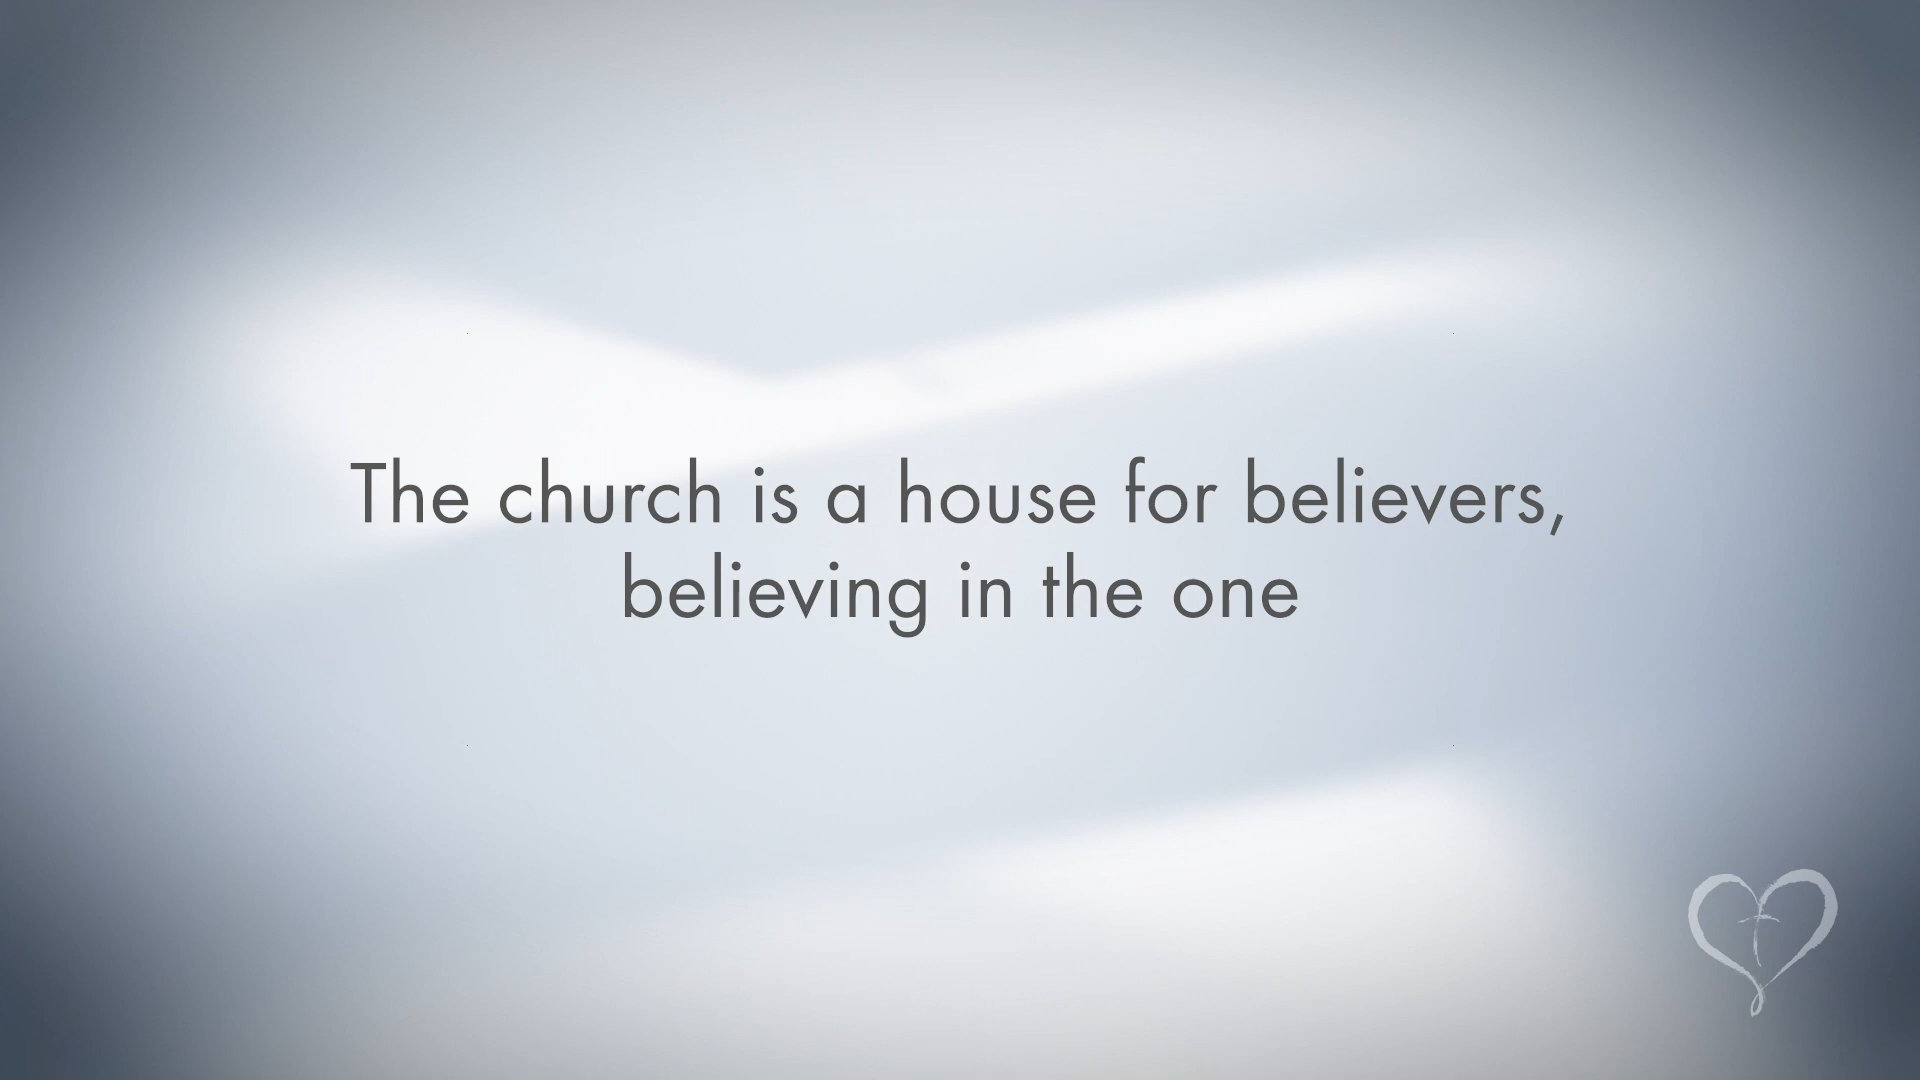 The church is a house for believers,
believing in the one